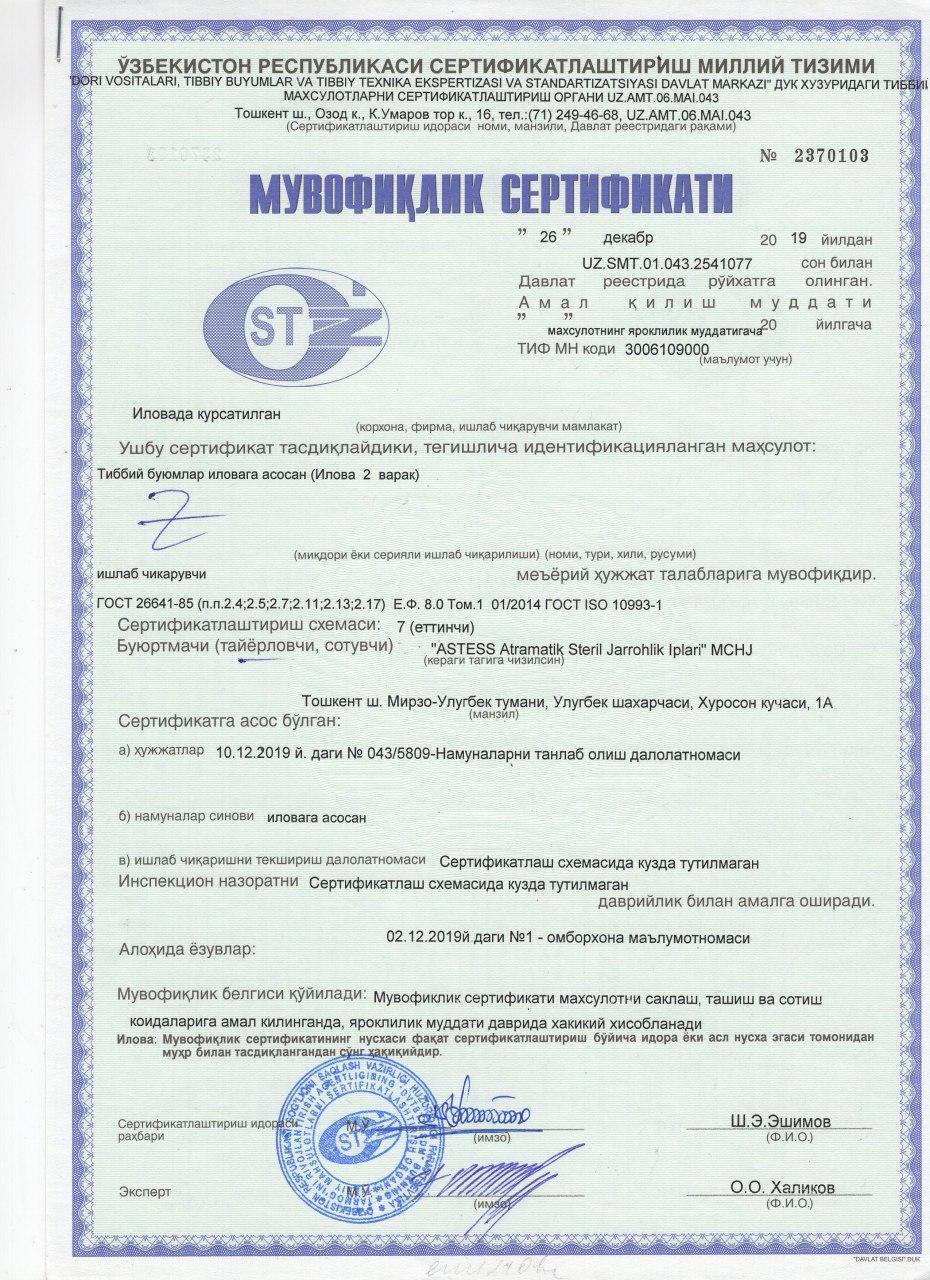 ЎЗБЕКИСТОН РЕСПУБЛИКАСИ СЕРТИФИКАТЛАШТИРИШ МИЛЛИЙ ТИЗИМИ
"DORI VOSITALARI, TIBBIY BUYUMLAR VA TIBBIY TEXNIKA EKSPERTIZASI VA STANDARTIZATSIYASI DAVLAT MARKAZI" ДУК ХУЗУРИДАГИ ТИББИЙ
МАХСУЛОТЛАРНИ СЕРТИФИКАТЛАШТИРИШ ОРГАНИ UZ.AMT.06.MAI.043
Тошкент ш., Озод к., К.Умаров тор к., 16, тел.:(71) 249-46-68, UZ.AMT.06.MAI.043
(Сертификатлаштириш идораси номи, манзили, Давлат реестридаги раками)
№ 2370103
МУВОФИҚЛИК СЕРТИФИКАТИ
" 26 " декабр 20 19 йилдан
UZ.SMT.01.043.2541077 сон билан
Давлат реестрида рўйхатга олинган.
Амал қилиш муддати
" " махсулотнинг яроклилик муддатигача 20 йилгача
ТИФ МН коди 3006109000
(маълумот учун)
ST
Иловада курсатилган
(корхона, фирма, ишлаб чиқарувчи мамлакат)
Ушбу сертификат тасдиқлайдики, тегишлича идентификацияланган маҳсулот:
Тиббий буюмлар иловага асосан (Илова 2 варак)
(миқдори ёки серияли ишлаб чиқарилиши) (номи, тури, хили, русуми)
ишлаб чикарувчи меъёрий ҳужжат талабларига мувофиқдир.
ГОСТ 26641-85 (п.п.2.4;2.5;2.7;2.11;2.13;2.17) Е.Ф. 8.0 Том.1 01/2014 ГОСТ ISO 10993-1
Сертификатлаштириш схемаси: 7 (еттинчи)
Буюртмачи (тайёрловчи, сотувчи) "ASTESS Atramatik Steril Jarrohlik Iplari" MCHJ
(кераги тагига чизилсин)
Тошкент ш. Мирзо-Улугбек тумани, Улугбек шахарчаси, Хуросон кучаси, 1А
(манзил)
Сертификатга асос бўлган:
а) ҳужжатлар 10.12.2019 й. даги № 043/5809-Намуналарни танлаб олиш далолатномаси
б) намуналар синови иловага асосан
в) ишлаб чиқаришни текшириш далолатномаси Сертификатлаш схемасида кузда тутилмаган
Инспекцион назоратни Сертификатлаш схемасида кузда тутилмаган
даврийлик билан амалга оширади.
02.12.2019й.даги №1 - омборхона маълумотномаси
Алоҳида ёзувлар:
Мувофиқлик белгиси қўйилади: Мувофиклик сертификати махсулотни саклаш, ташиш ва сотиш
коидаларига амал килинганда, яроклилик муддати даврида хакикий хисобланади
Илова: Мувофиқлик сертификатининг нусхаси фақат сертификатлаштириш бўйича идора ёки асл нусха эгаси томонидан
муҳр билан тасдиқлангандан сўнг ҳақиқийдир.
Сертификатлаштириш идораси
рахбари
М.У.
(имзо)
Ш.Э.Эшимов
(Ф.И.О.)
Эксперт
М.У.
(имзо)
О.О. Халиков
(Ф.И.О.)
"DAVLAT BELGISI" DUK